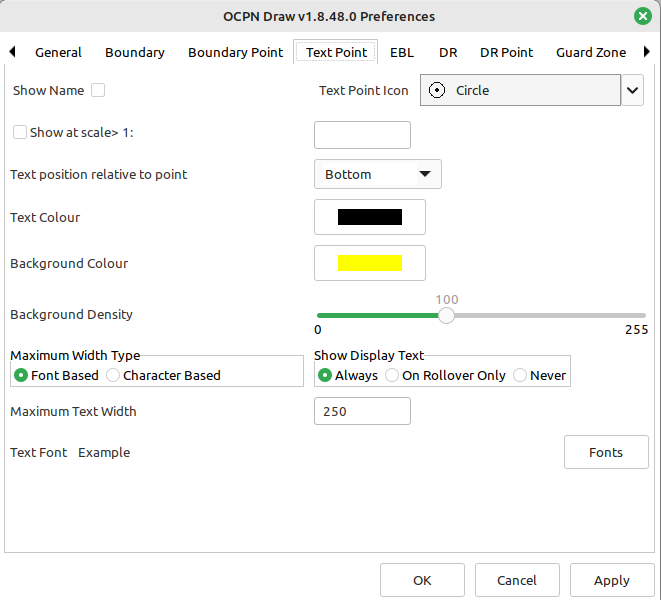 OCPN Draw v1.8.48.0 Preferences
General Boundary Boundary Point Text Point EBL DR DR Point Guard Zone
Show Name Text Point Icon Circle
Show at scale> 1:
Text position relative to point Bottom
Text Colour
Background Colour
Background Density 100
0 255
Maximum Width Type Show Display Text
Font Based Character Based Always On Rollover Only Never
Maximum Text Width 250
Text Font Example Fonts
OK Cancel Apply